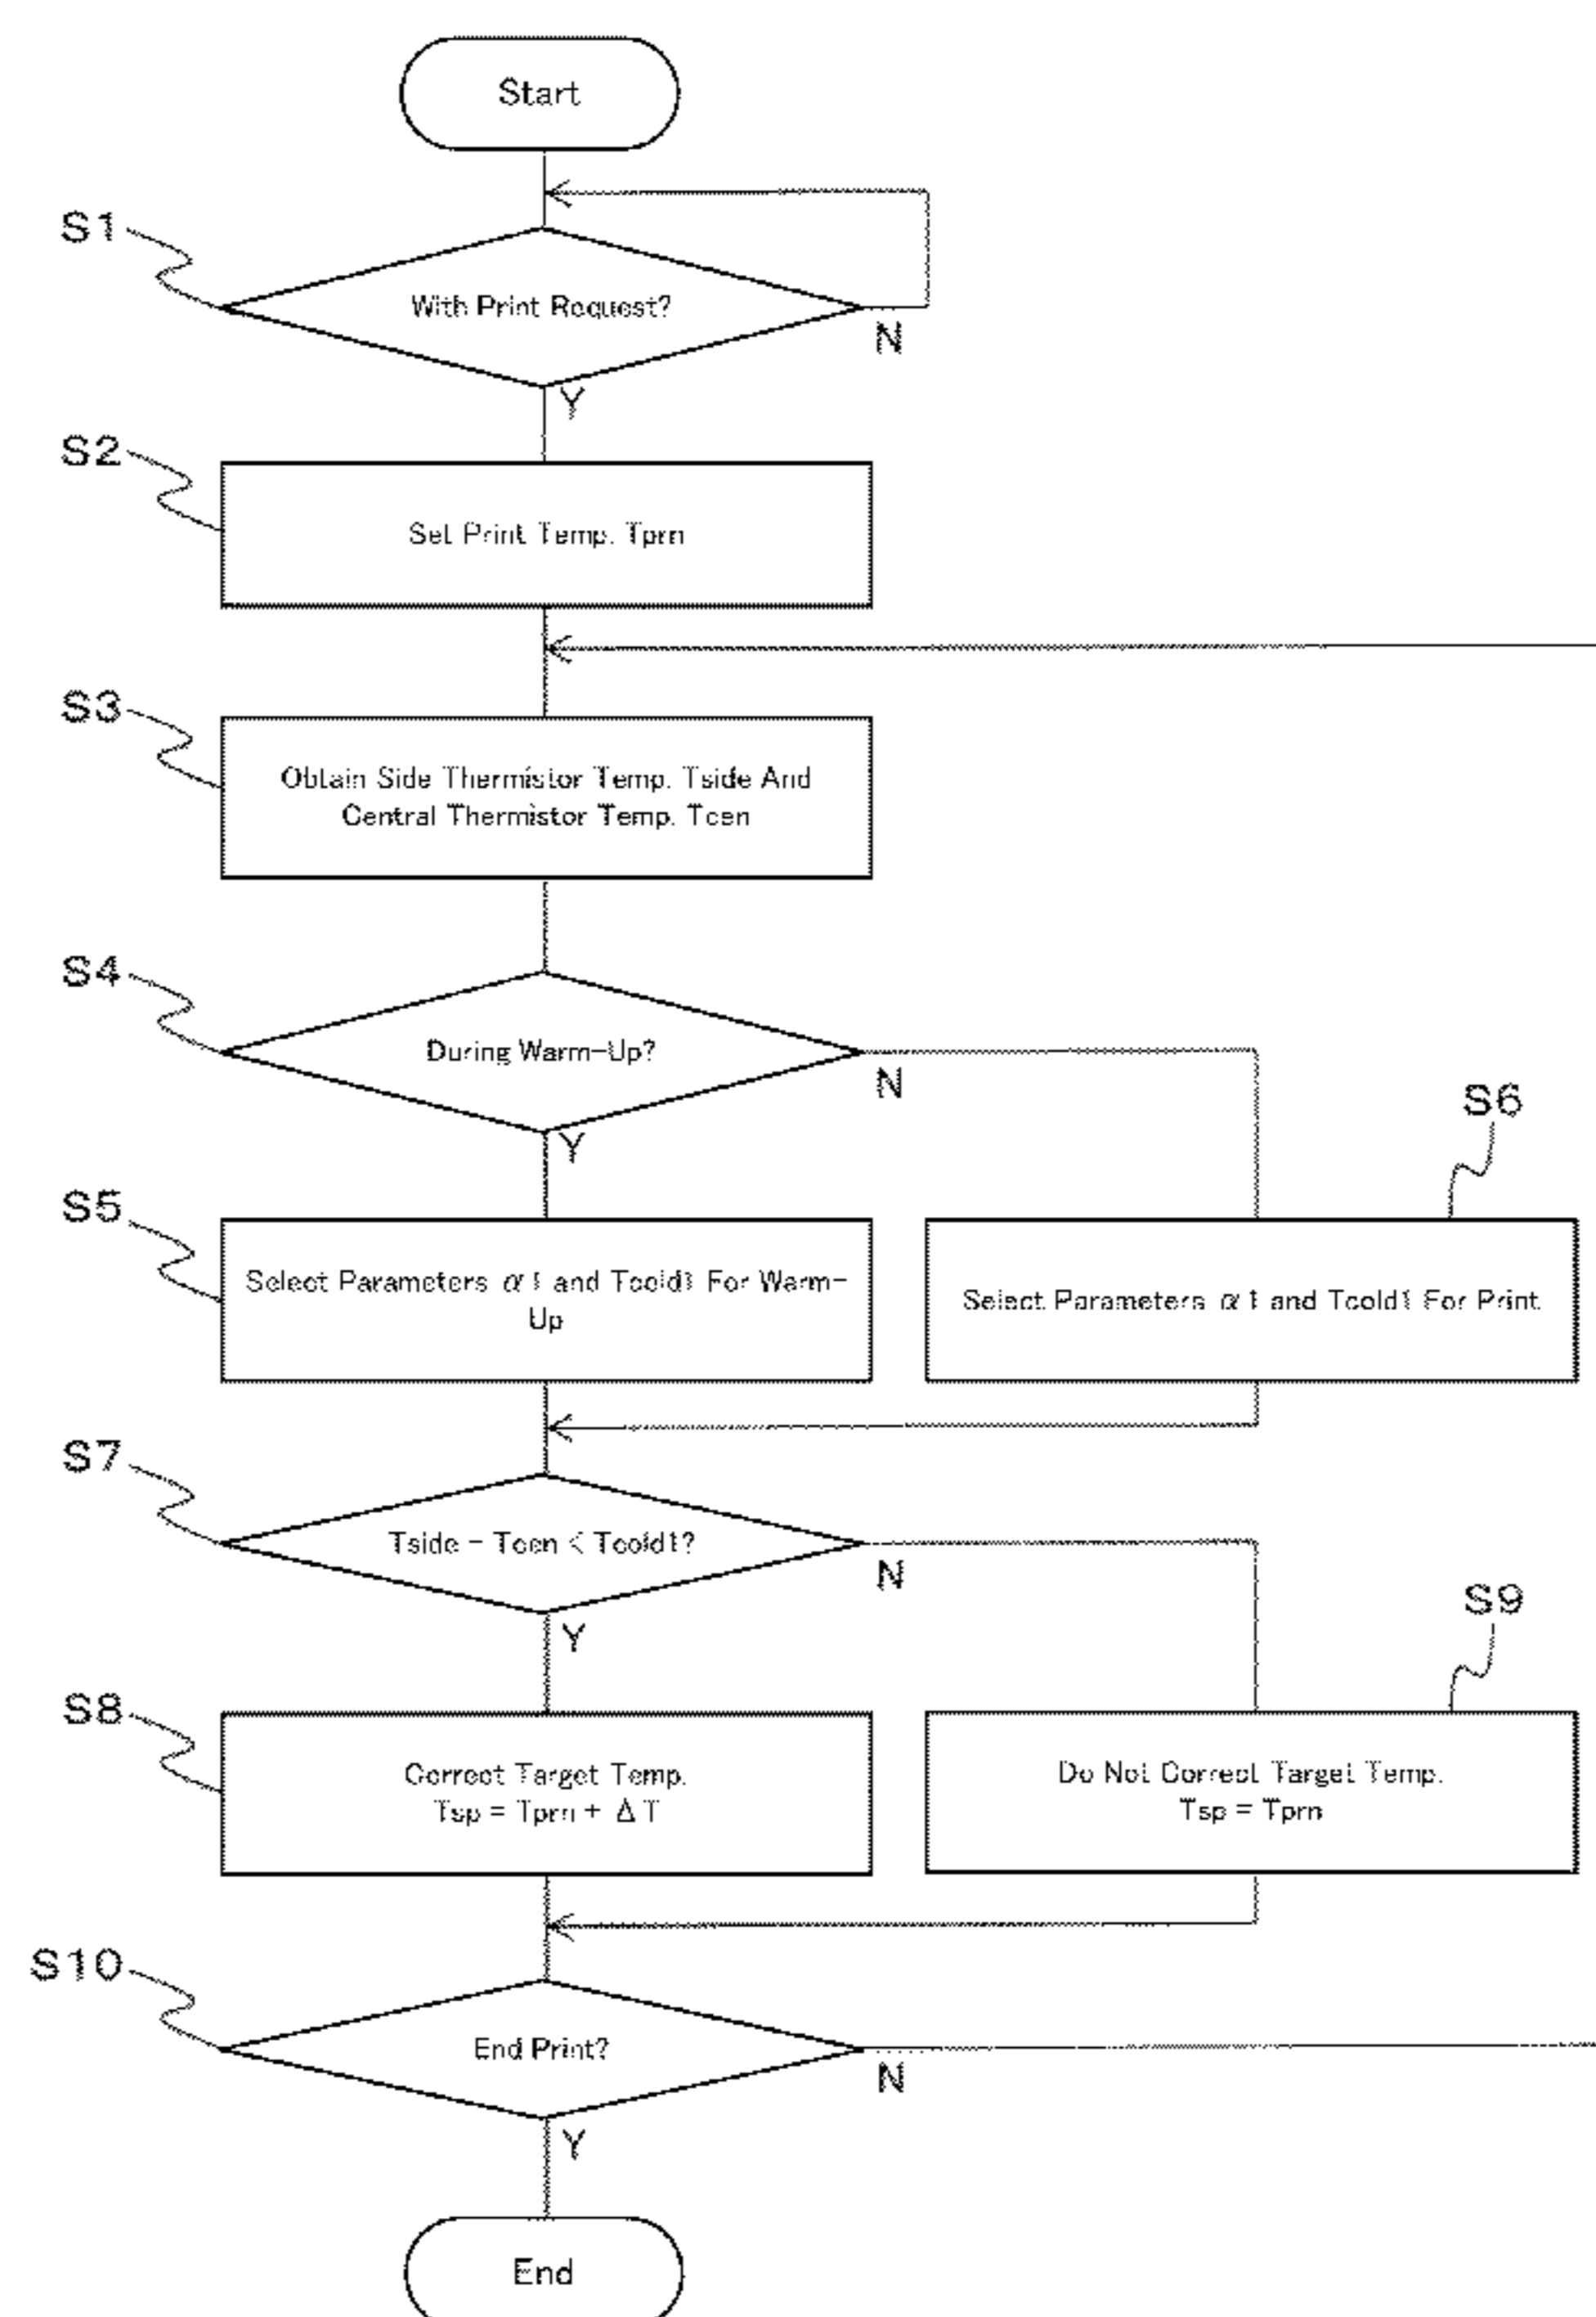 Start
S1
With Print Request?
N
Y
S2
Set Print Temp. Tprn
S3
Obtain Side Thermistor Temp. Tside And
Central Thermistor Temp. Tcen
S4
During Warm-Up?
N
Y
S6
S5
Select Parameters α1 and Tcold1 For Warm-
Up
Select Parameters α1 and Tcold1 For Print
S7
Tside - Tcen < Tcold1?
N
Y
S9
S8
Correct Target Temp.
Tsp = Tprn + ΔT
Do Not Correct Target Temp.
Tsp = Tprn
S10
End Print?
N
Y
End